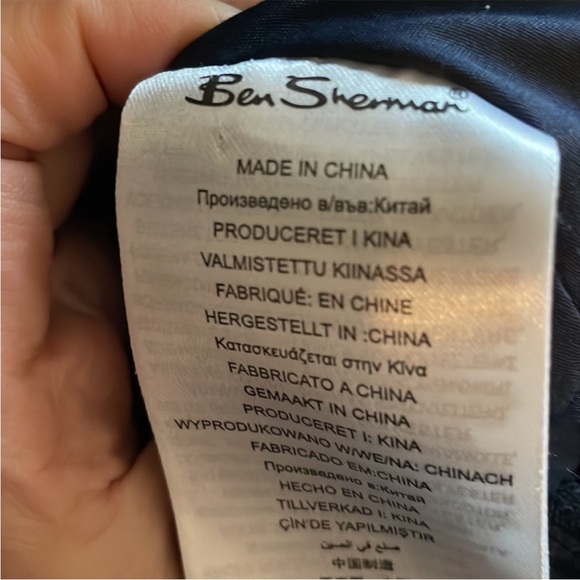 Ben Sherman®
MADE IN CHINA
Произведено в/във:Китай
PRODUCERET I KINA
VALMISTETTU KIINASSA
FABRIQUÉ: EN CHINE
HERGESTELLT IN :CHINA
Κατασκευάζεται στην Κίνα
FABBRICATO A CHINA
GEMAAKT IN CHINA
PRODUCERET I: KINA
WYPRODUKOWANO W/WE/NA: CHINACH
FABRICADO EM:CHINA
Произведено в:Китай
HECHO EN CHINA
TILLVERKAD I: KINA
ÇİN'DE YAPILMIŞTIR
صنع في الصين
中国制造